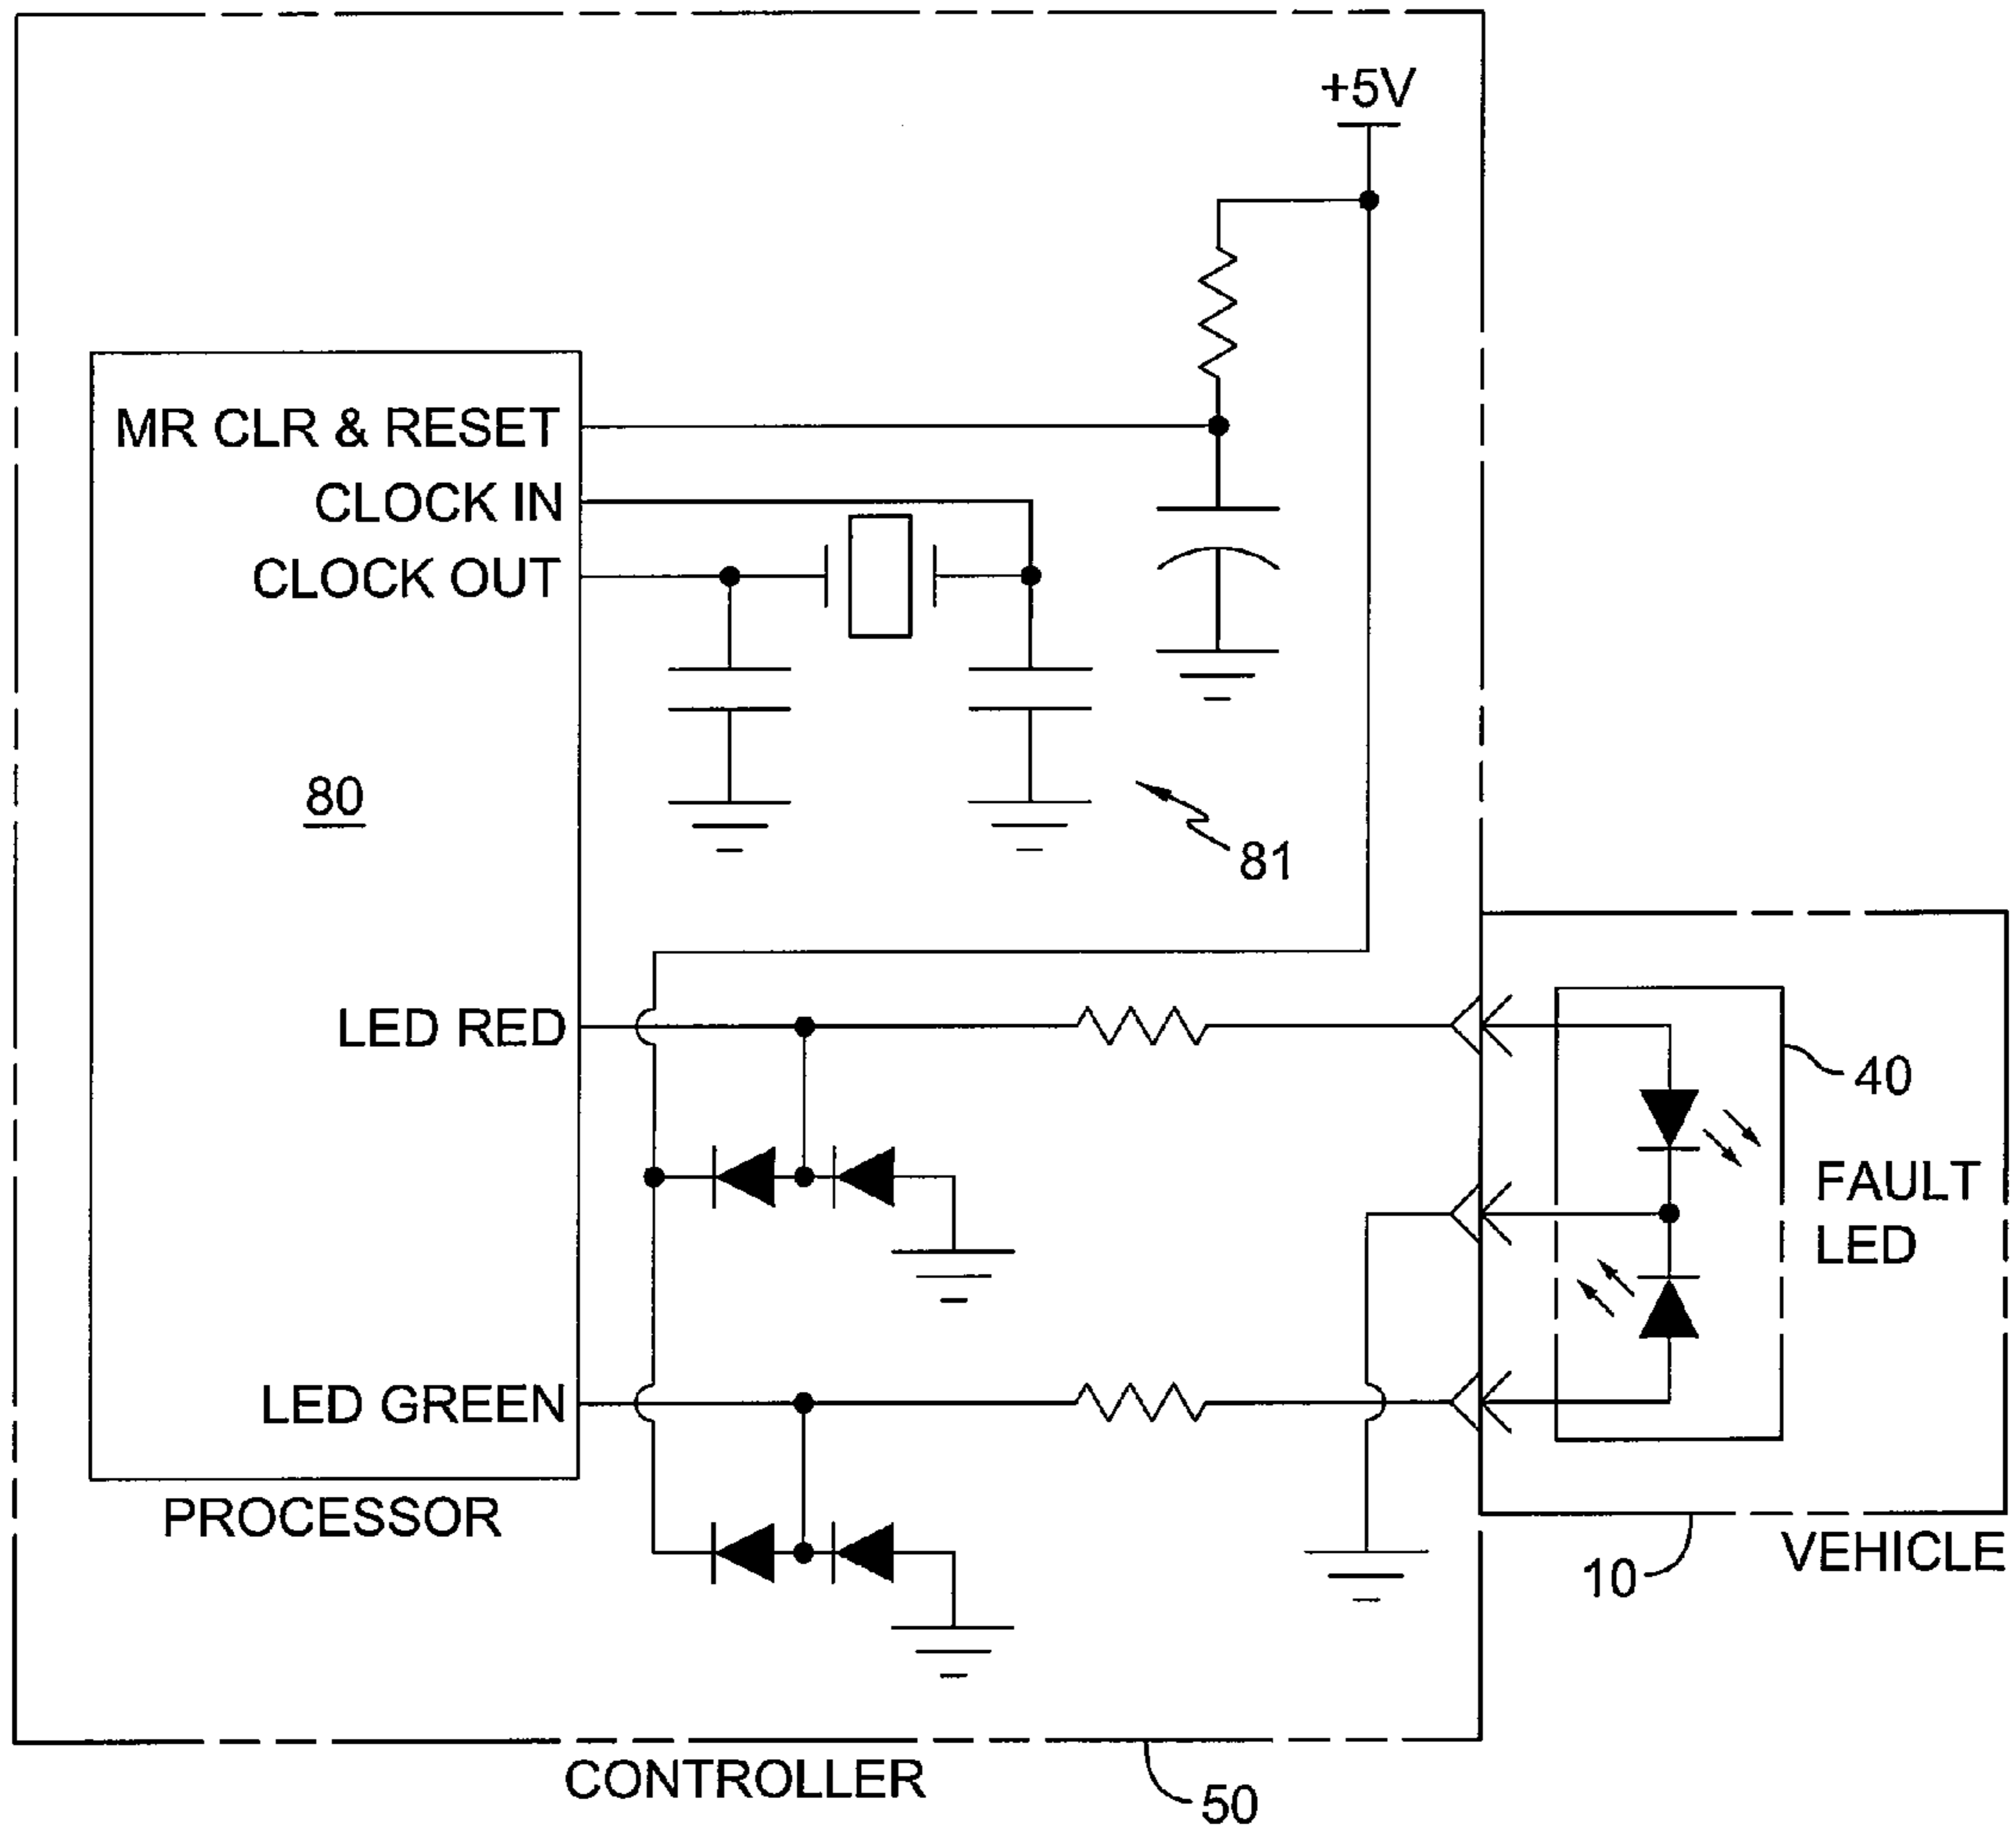 +5V
MR CLR & RESET
CLOCK IN
CLOCK OUT
80
81
LED RED
40
FAULT
LED
LED GREEN
PROCESSOR
10
VEHICLE
CONTROLLER
50